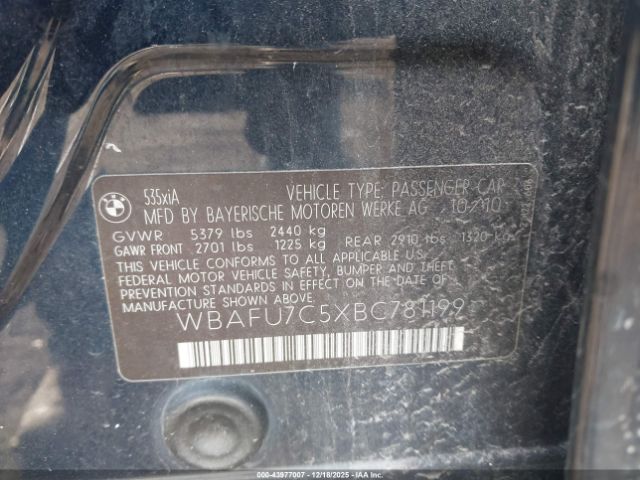 535xiA VEHICLE TYPE: PASSENGER CAR
MFD BY BAYERISCHE MOTOREN WERKE AG 10/10
GVWR 5379 lbs 2440 kg
GAWR FRONT 2701 lbs 1225 kg REAR 2910 lbs 1320 kg
THIS VEHICLE CONFORMS TO ALL APPLICABLE
FEDERAL MOTOR VEHICLE SAFETY, BUMPER AND THEFT
PREVENTION STANDARDS IN EFFECT ON THE DATE OF
MANUFACTURE SHOWN ABOVE.
WBAFU7C5XBC781199
000-43977007 - 12/18/2025 - IAAC